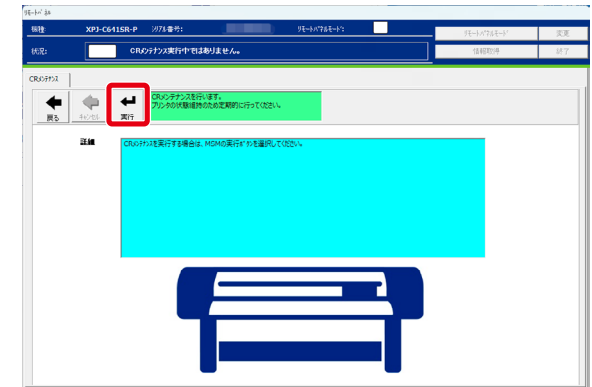 リモートパネル
機種: XPJ-C641SR-P シリアル番号: リモートパネルモード: リモートパネルモード 変更
状況: CRメンテナンス実行中ではありません。 情報取得 終了
CRメンテナンス
戻る キャンセル 実行
CRメンテナンスを行います。
プリンタの状態維持のため定期的に行ってください。
詳細 CRメンテナンスを実行する場合は、MSMの実行ボタンを選択してください。